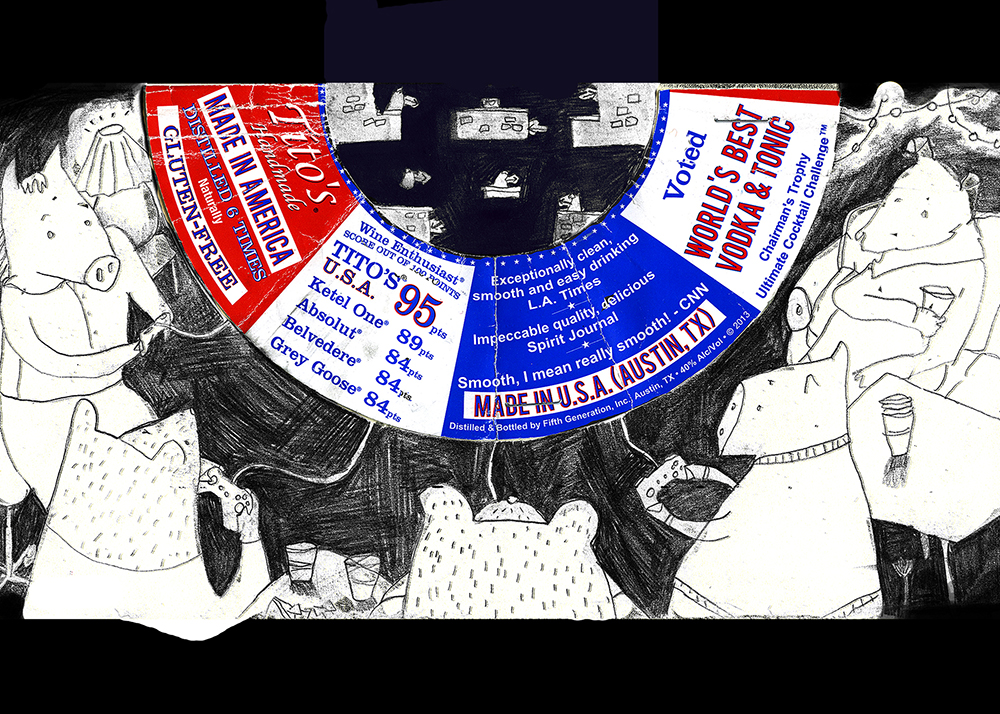 Tito's
Handmade
MADE IN AMERICA
DISTILLED 6 TIMES
Naturally
GLUTEN-FREE
Wine Enthusiast®
SCORE OUT OF 100 POINTS
TITO'S®
U.S.A. 95 pts
Ketel One® 89 pts
Absolut® 84 pts
Belvedere® 84 pts
Grey Goose® 84 pts
Exceptionally clean,
smooth and easy drinking
L.A. Times
Impeccable quality, delicious
Spirit Journal
Smooth, I mean really smooth! - CNN
MADE IN U.S.A. (AUSTIN, TX)
Distilled & Bottled by Fifth Generation, Inc., Austin, TX • 40% Alc/Vol • © 2013
Voted
WORLD'S BEST
VODKA & TONIC
Chairman's Trophy
Ultimate Cocktail Challenge™